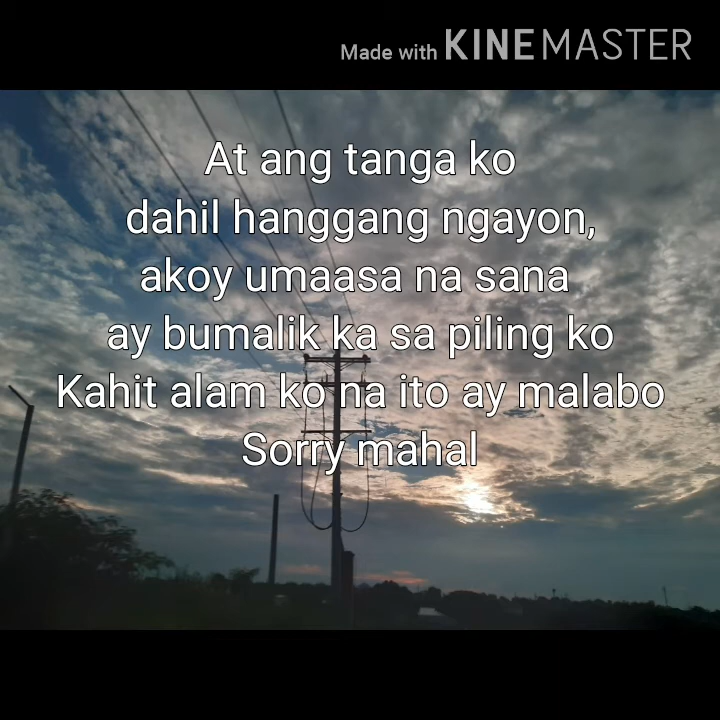 Made with KINEMASTER
At ang tanga ko
dahil hanggang ngayon,
akoy umaasa na sana
ay bumalik ka sa piling ko
Kahit alam ko na ito ay malabo
Sorry mahal